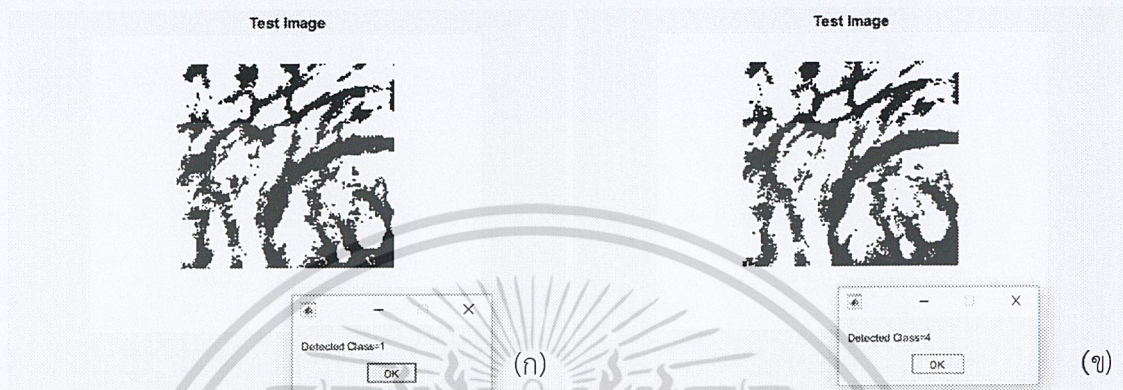 Test Image
Test Image
Detected Class=1
OK
(ก)
Detected Class=4
OK
(ข)